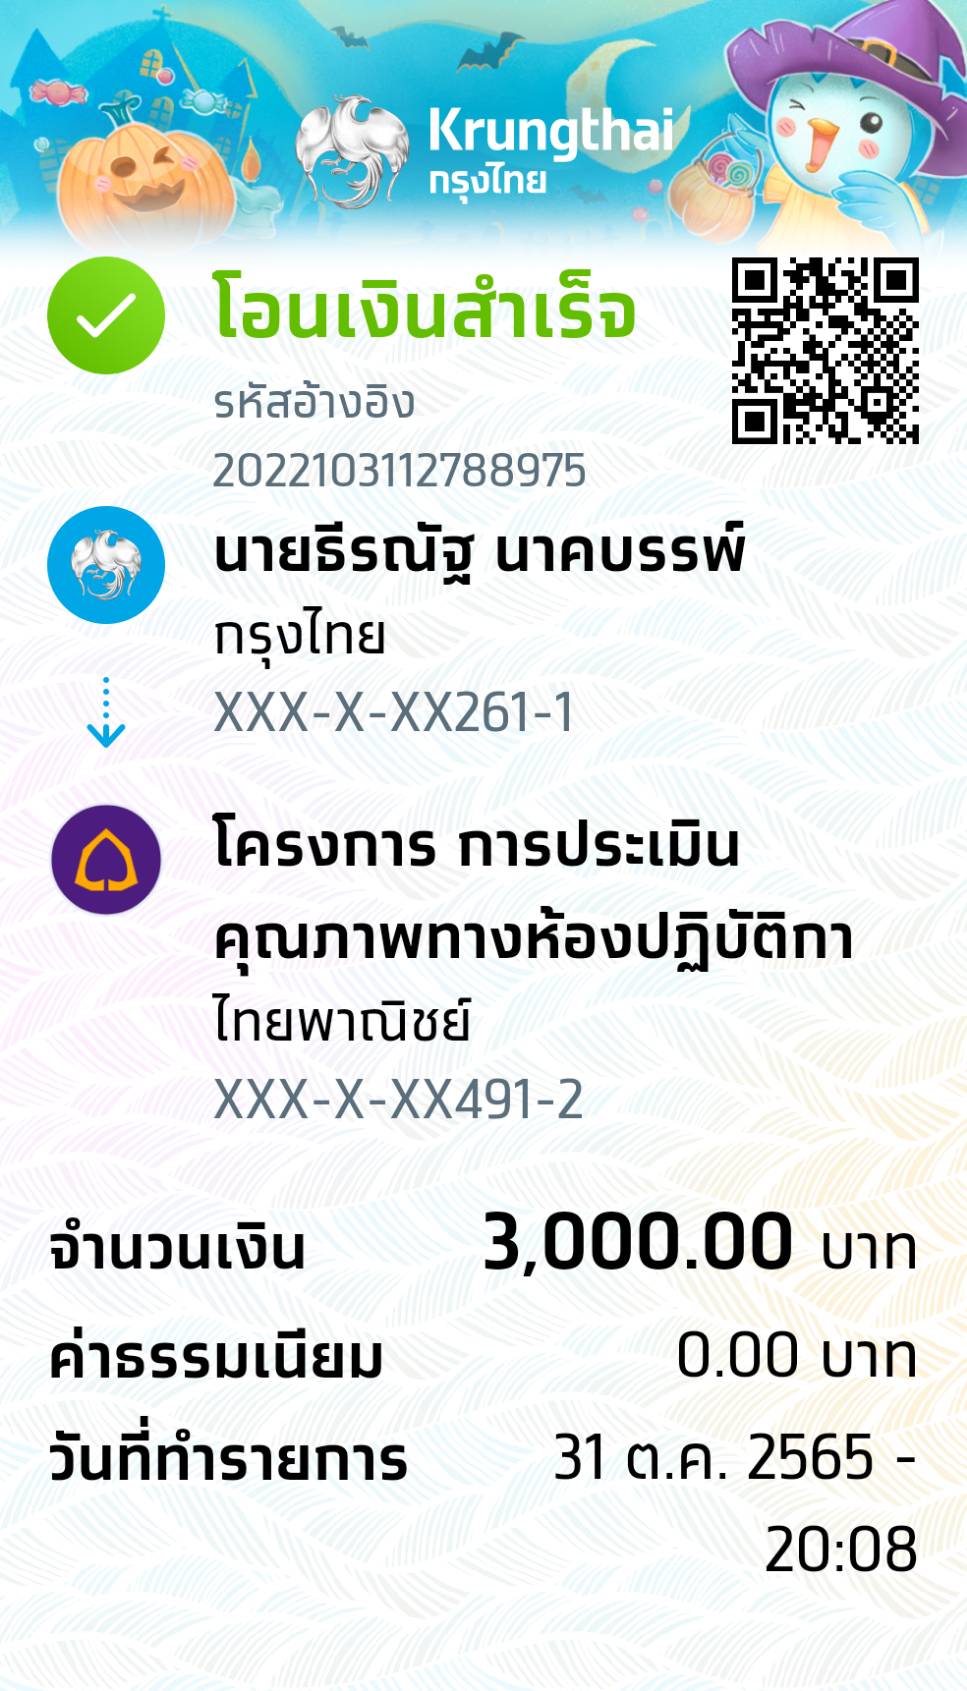 Krungthai
กรุงไทย
โอนเงินสำเร็จ
รหัสอ้างอิง
2022103112788975
นายธีรณัฐ นาคบรรพ์
กรุงไทย
XXX-X-XX261-1
โครงการ การประเมิน
คุณภาพทางห้องปฏิบัติกา
ไทยพาณิชย์
XXX-X-XX491-2
จำนวนเงิน 3,000.00 บาท
ค่าธรรมเนียม 0.00 บาท
วันที่ทำรายการ 31 ต.ค. 2565 -
20:08